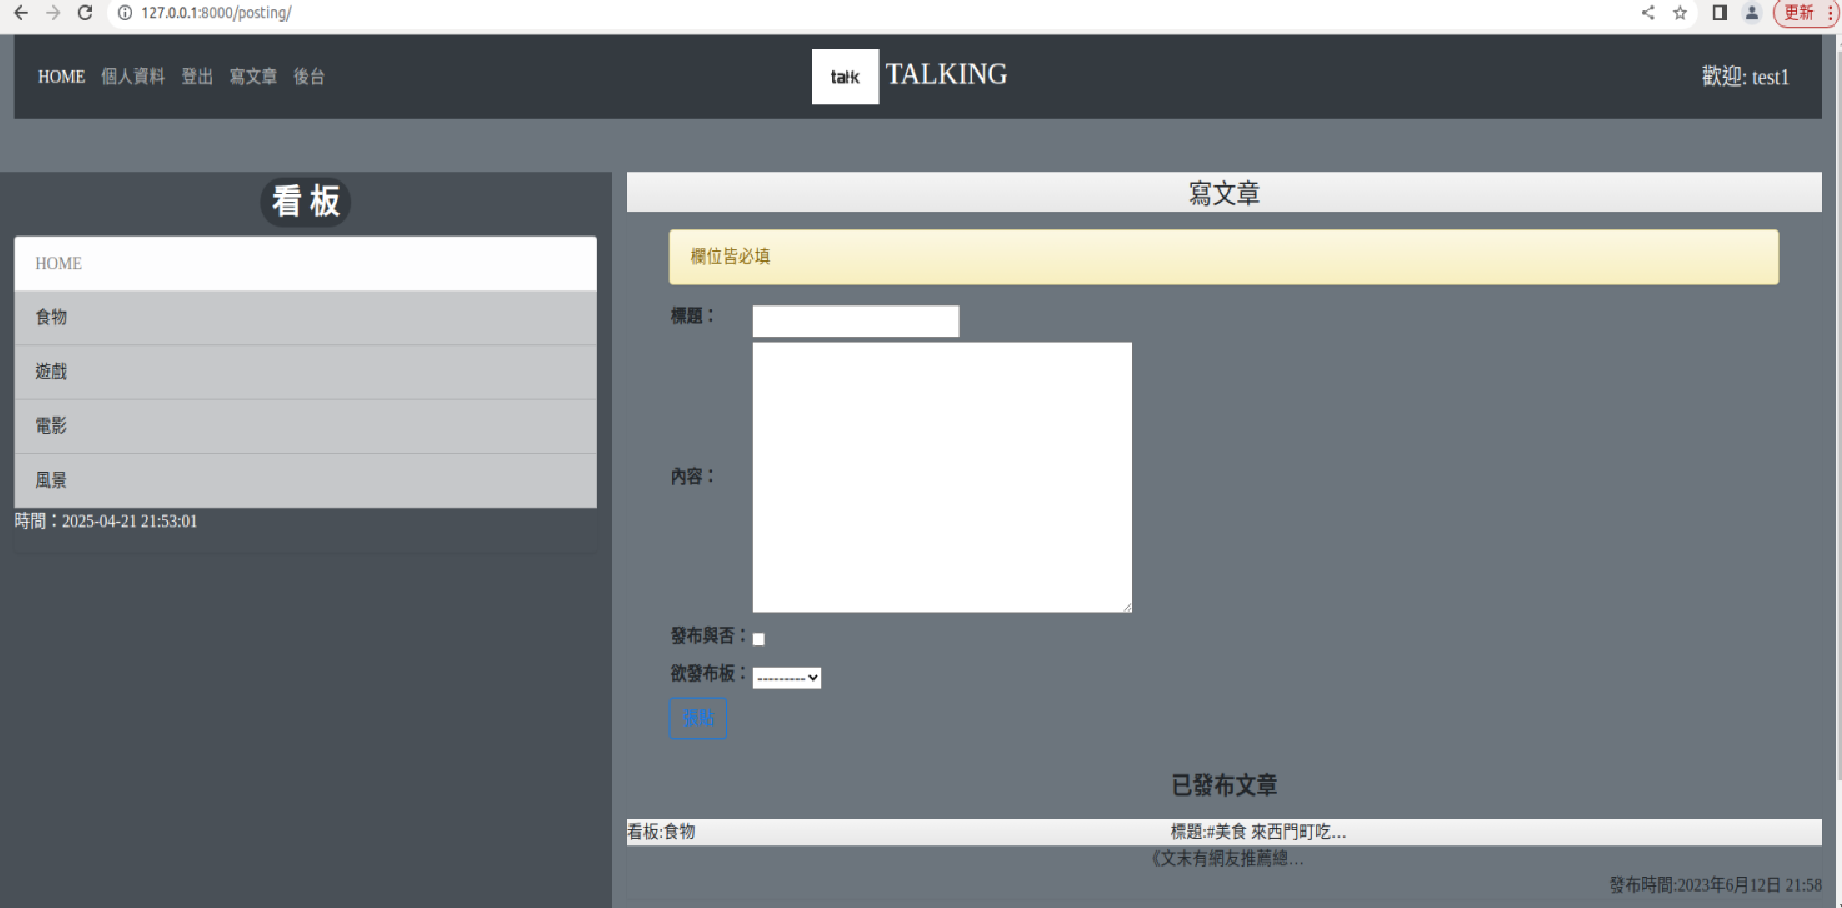 127.0.0.1:8000/posting/
更新
HOME 個人資料 登出 寫文章 後台
talk
TALKING
歡迎: test1
看 板
HOME
食物
遊戲
電影
風景
時間：2025-04-21 21:53:01
寫文章
欄位皆必填
標題：
內容：
發布與否：
欲發布板：
---------
張貼
已發布文章
看板:食物
標題:#美食 來西門町吃…
《文末有網友推薦總…
發布時間:2023年6月12日 21:58